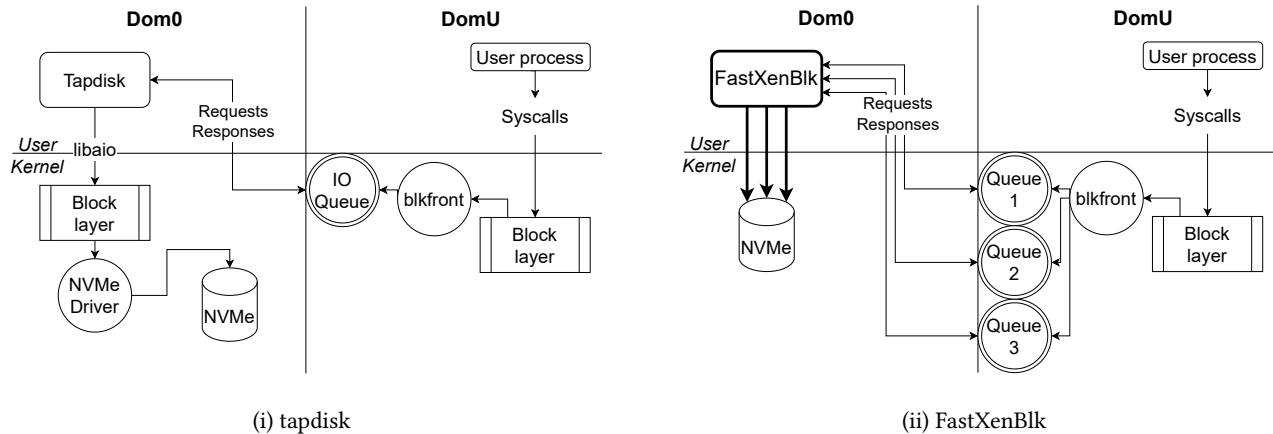 Dom0
DomU
Tapdisk
User process
Requests
Responses
Syscalls
User
Kernel
libaio
IO
Queue
blkfront
Block
layer
Block
layer
NVMe
Driver
NVMe
(i) tapdisk
Dom0
DomU
FastXenBlk
User process
Requests
Responses
Syscalls
User
Kernel
Queue
1
blkfront
NVMe
Block
layer
Queue
2
Queue
3
(ii) FastXenBlk